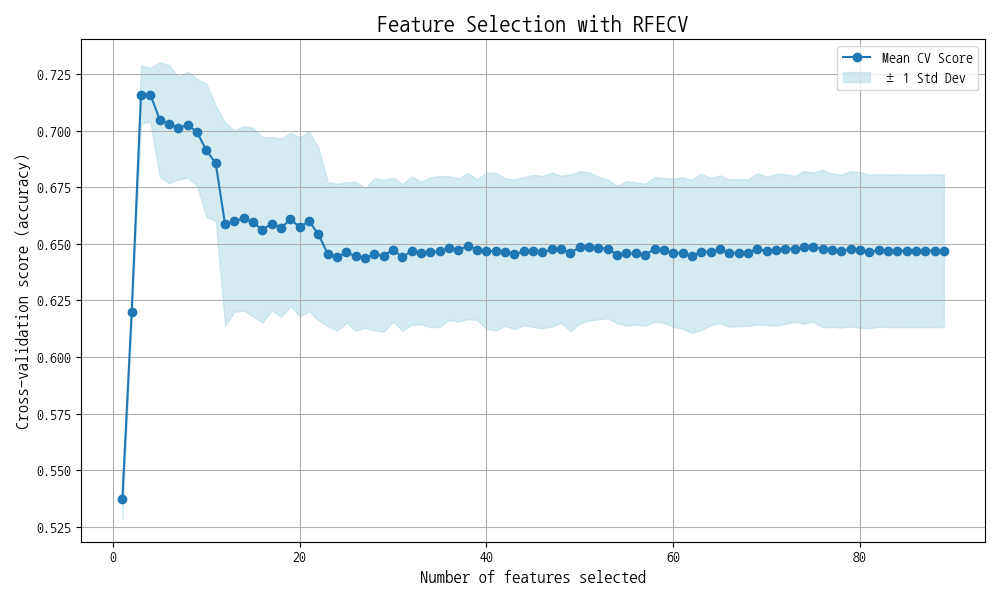 Feature Selection with RFECV
Mean CV Score
± 1 Std Dev
Cross-validation score (accuracy)
0.725
0.700
0.675
0.650
0.625
0.600
0.575
0.550
0.525
0 20 40 60 80
Number of features selected